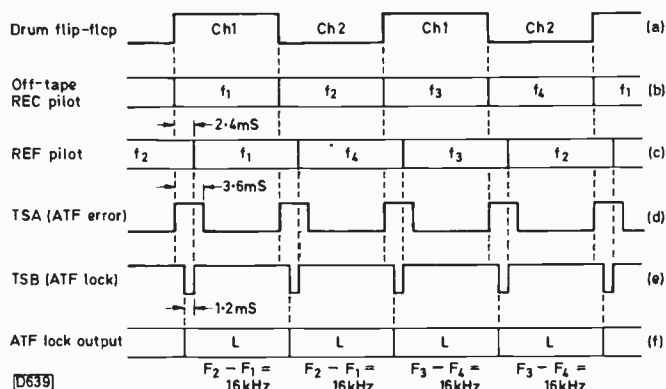 Drum flip-flcp Ch1 Ch2 Ch1 Ch2 (a)
Off-tape
REC pilot f₁ f₂ f₃ f₄ f₁ (b)
2·4mS
REF pilot f₂ f₁ f₄ f₃ f₂ (c)
3·6mS
TSA (ATF error) (d)
TSB (ATF lock) (e)
1·2mS
ATF lock output L L L L (f)
F₂ − F₁ = F₂ − F₁ = F₃ − F₄ = F₃ − F₄ =
16kHz 16kHz 16kHz 16kHz
D639